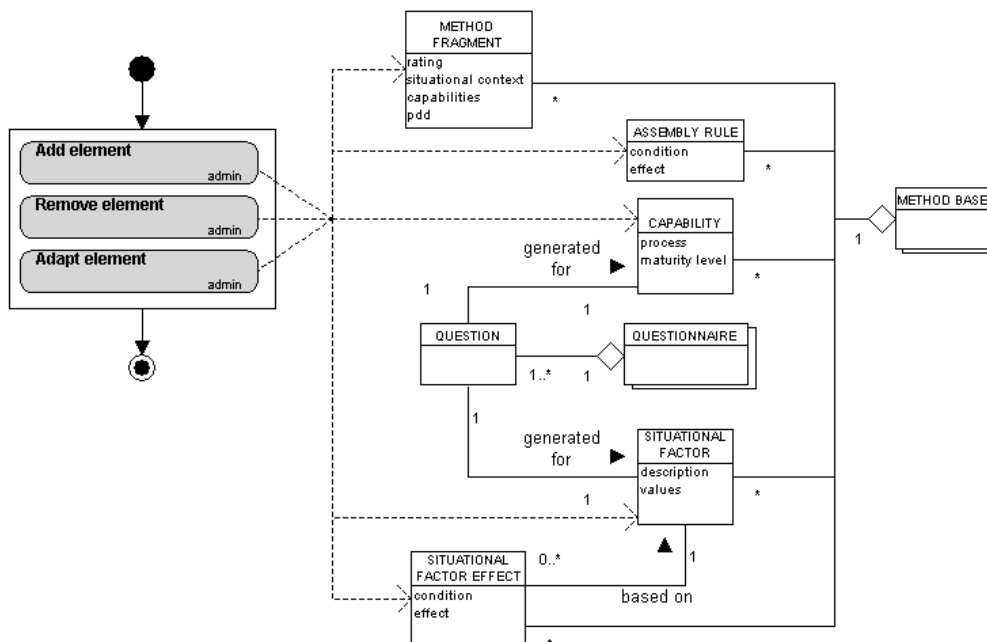 METHOD
FRAGMENT
rating
situational context
capabilities
pdd
*
Add element
admin
Remove element
admin
Adapt element
admin
ASSEMBLY RULE
condition
effect
*
METHOD BASE
1
CAPABILITY
process
maturity level
*
generated
for
1
1
QUESTION
QUESTIONNAIRE
1..*
1
1
generated
for
1
SITUATIONAL
FACTOR
description
values
*
SITUATIONAL
FACTOR EFFECT
condition
effect
0..*
1
based on
*